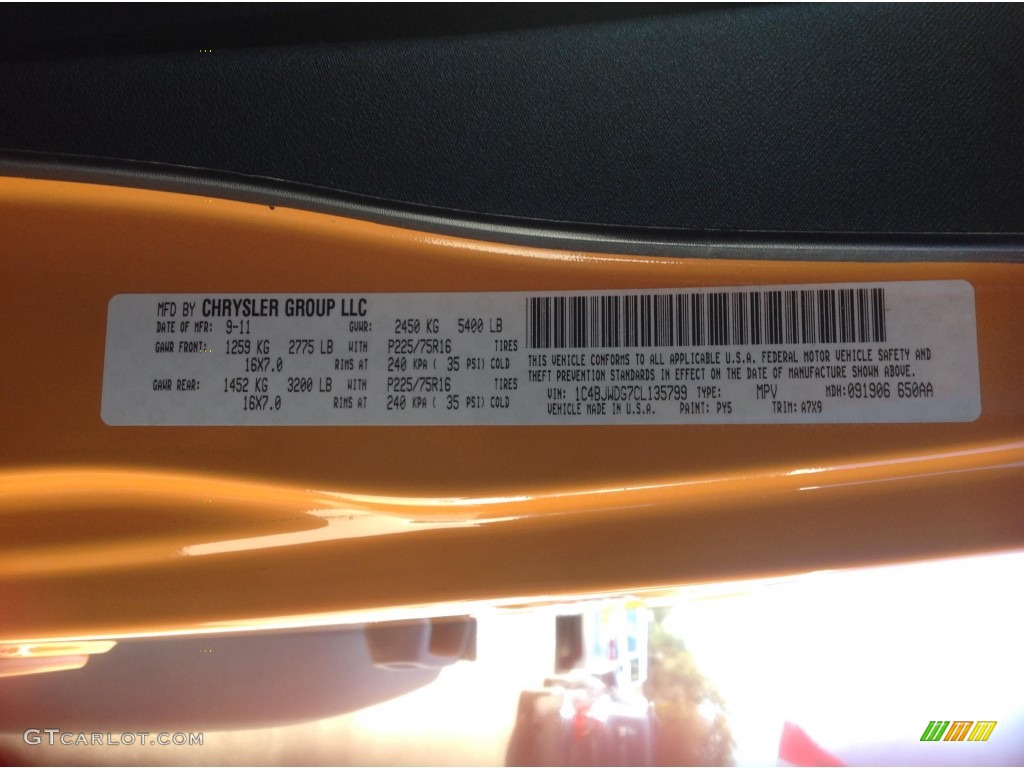 MFD BY CHRYSLER GROUP LLC
DATE OF MFR: 9-11 GVWR: 2450 KG 5400 LB
GAWR FRONT: 1259 KG 2775 LB WITH P225/75R16 TIRES
16X7.0 RIMS AT 240 KPA ( 35 PSI) COLD
GAWR REAR: 1452 KG 3200 LB WITH P225/75R16 TIRES
16X7.0 RIMS AT 240 KPA ( 35 PSI) COLD
THIS VEHICLE CONFORMS TO ALL APPLICABLE U.S.A. FEDERAL MOTOR VEHICLE SAFETY AND
THEFT PREVENTION STANDARDS IN EFFECT ON THE DATE OF MANUFACTURE SHOWN ABOVE.
VIN: 1C4BJWDG7CL135799 TYPE: MPV MDH:091906 650AA
VEHICLE MADE IN U.S.A. PAINT: PY5 TRIM: A7X9
GTCARLOT.COM